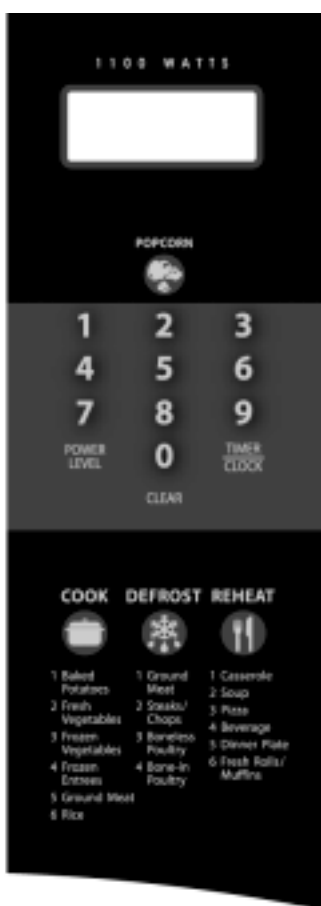 1100 WATTS
POPCORN
1 2 3
4 5 6
7 8 9
POWER LEVEL 0 TIMER CLOCK
CLEAR
COOK DEFROST REHEAT
1 Baked Potatoes
2 Fresh Vegetables
3 Frozen Vegetables
4 Frozen Entrees
5 Ground Meat
6 Rice
1 Ground Meat
2 Steaks/ Chops
3 Boneless Poultry
4 Bone-in Poultry
1 Casserole
2 Soup
3 Pizza
4 Beverage
5 Dinner Plate
6 Fresh Rolls/ Muffins